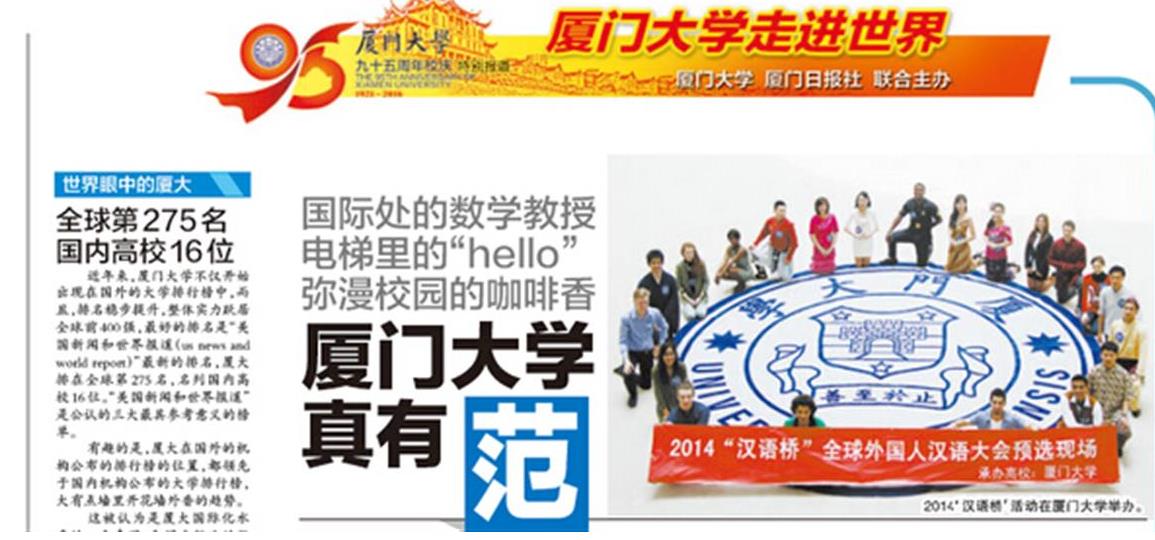 厦门大学
九十五周年校庆 特别报道
THE 95TH ANNIVERSARY OF
XIAMEN UNIVERSITY
1921-2016
厦门大学走进世界
厦门大学 厦门日报社 联合主办
世界眼中的厦大
全球第275名
国内高校16位
近年来,厦门大学不仅开始
出现在国外的大学排行榜中,而
且,排名稳步提升,整体实力跃居
全球前400强,最好的排名是“美
国新闻和世界报道(us news and
world report)”最新的排名,厦大
排在全球第275名,名列国内高
校16位。“美国新闻和世界报道”
是公认的三大最具参考意义的榜
单。
有趣的是,厦大在国外的机
构公布的排行榜的位置,都领先
于国内机构公布的大学排行榜,
大有点墙里开花墙外香的趋势。
这被认为是厦大国际化水
国际处的数学教授
电梯里的“hello”
弥漫校园的咖啡香
厦门大学
真有范
學大門厦
UNIVE
NSIS
善至於止
2014“汉语桥”全球外国人汉语大会预选现场
承办高校:厦门大学
2014“汉语桥”活动在厦门大学举办。